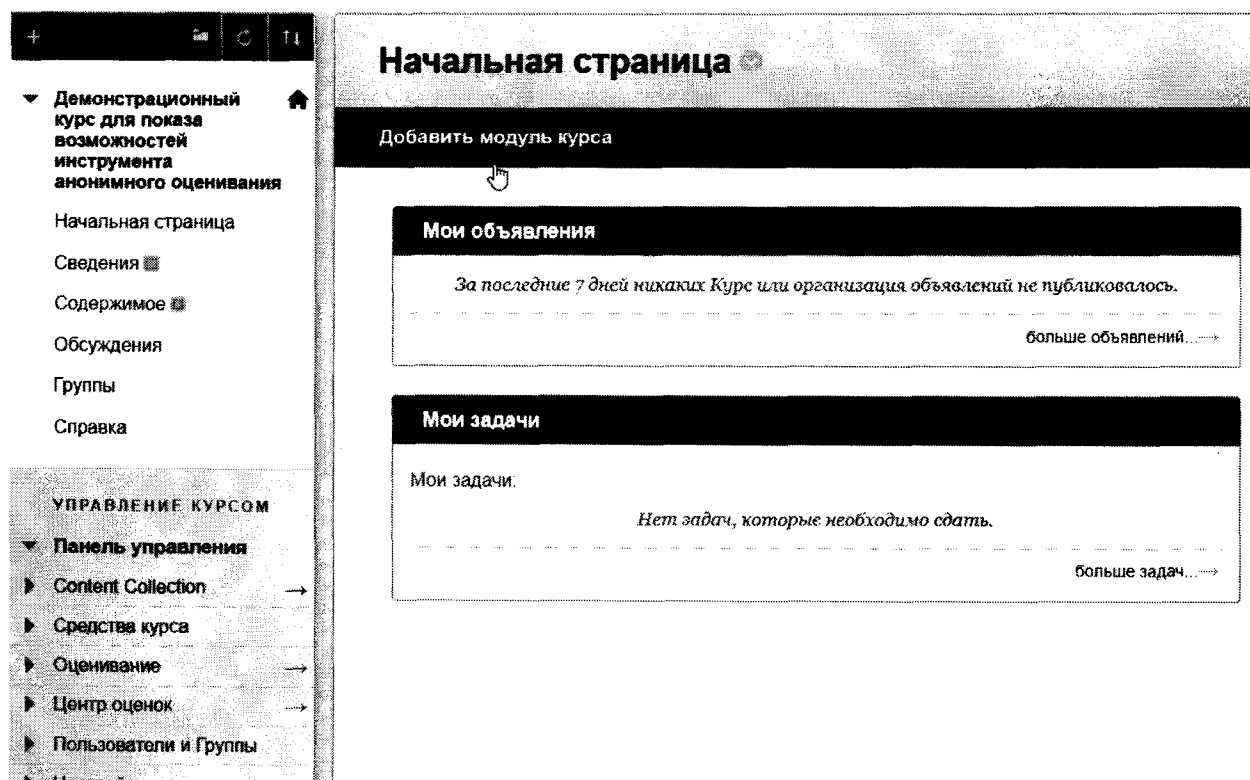 Демонстрационный
курс для показа
возможностей
инструмента
анонимного оценивания
Начальная страница
Сведения
Содержимое
Обсуждения
Группы
Справка
УПРАВЛЕНИЕ КУРСОМ
Панель управления
Content Collection
Средства курса
Оценивание
Центр оценок
Пользователи и Группы
Начальная страница
Добавить модуль курса
Мои объявления
За последние 7 дней никаких Курс или организация объявлений не публиковалось.
больше объявлений...
Мои задачи
Мои задачи:
Нет задач, которые необходимо сдать.
больше задач...